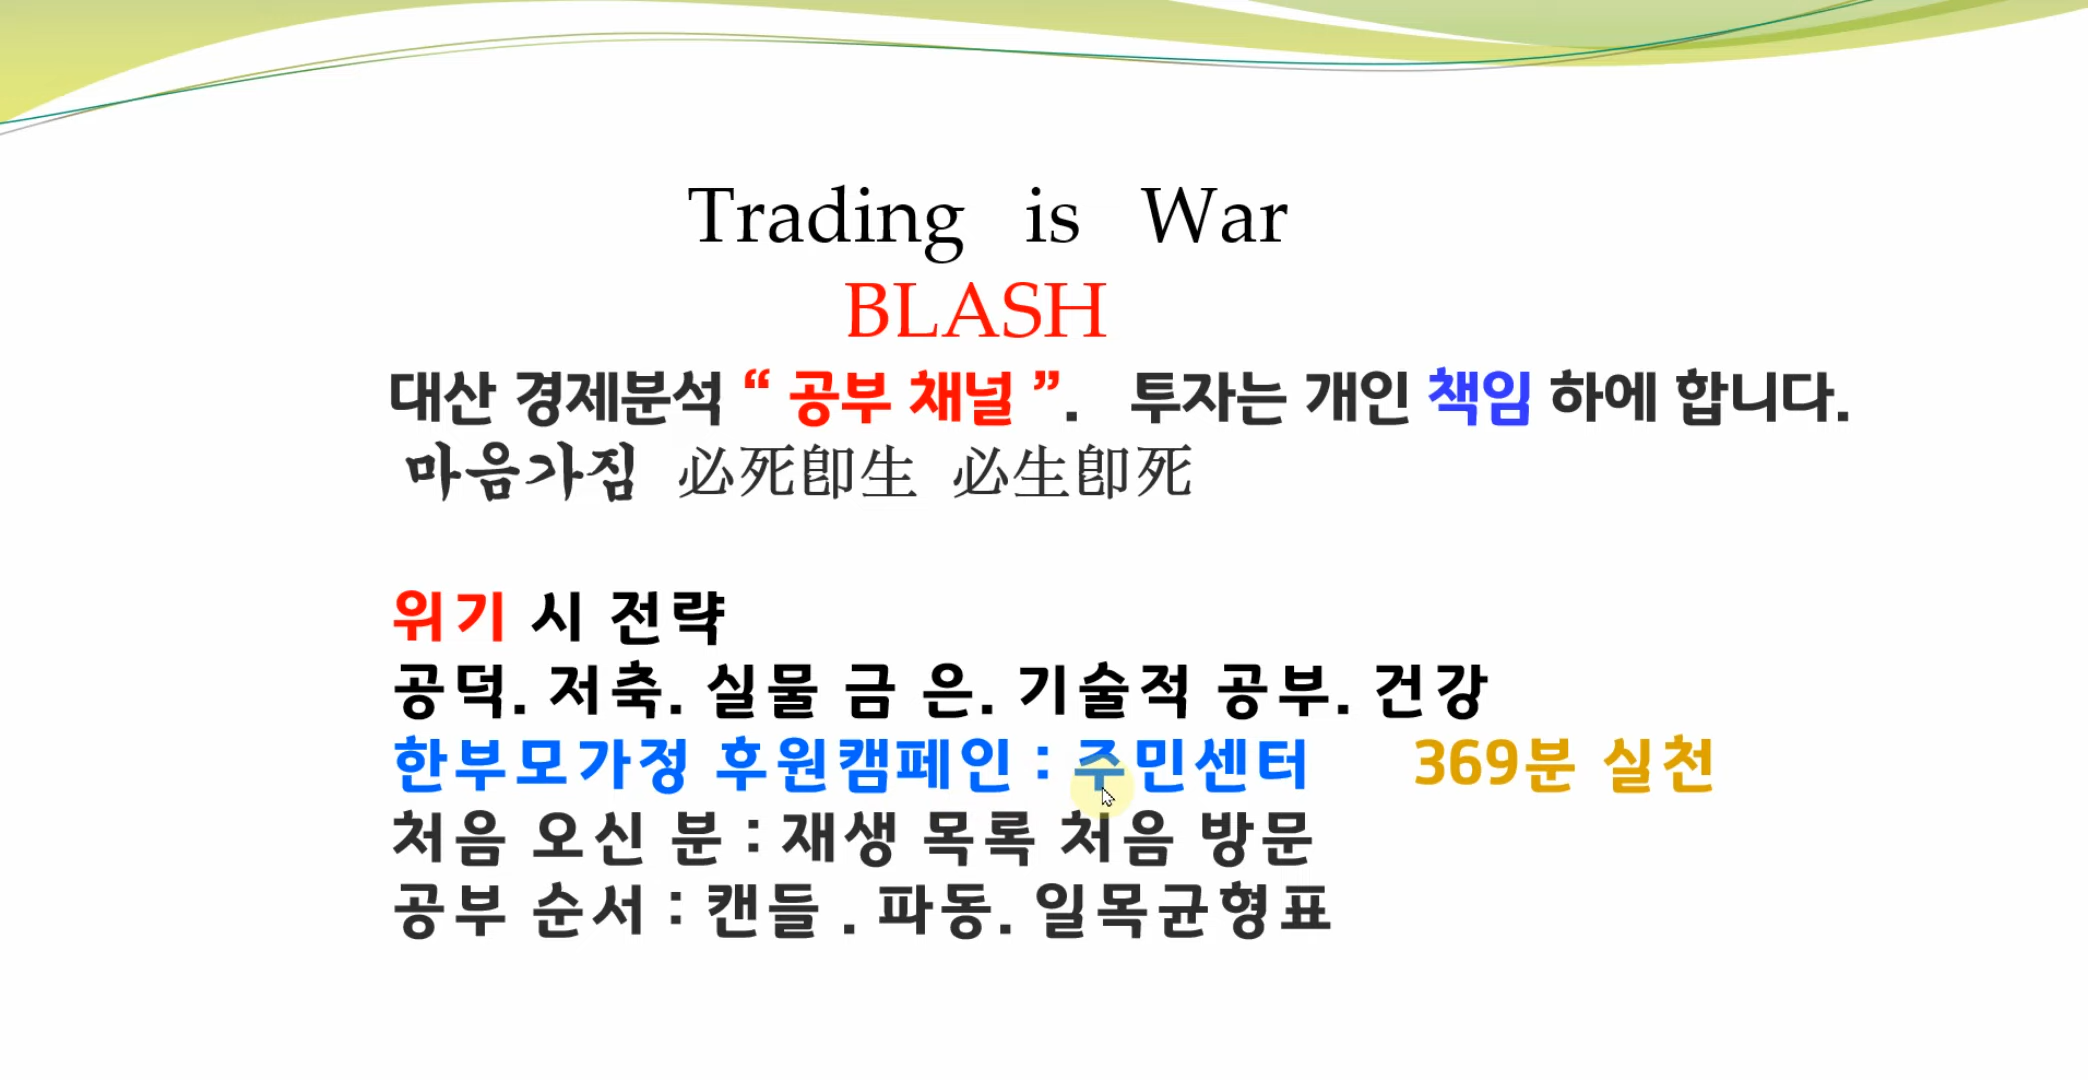 Trading is War
BLASH
대산 경제분석 “ 공부 채널 ”. 투자는 개인 책임 하에 합니다.
마음가짐 必死卽生 必生卽死
위기 시 전략
공덕. 저축. 실물 금 은. 기술적 공부. 건강
한부모가정 후원캠페인 : 주민센터 369분 실천
처음 오신 분 : 재생 목록 처음 방문
공부 순서 : 캔들 . 파동. 일목균형표